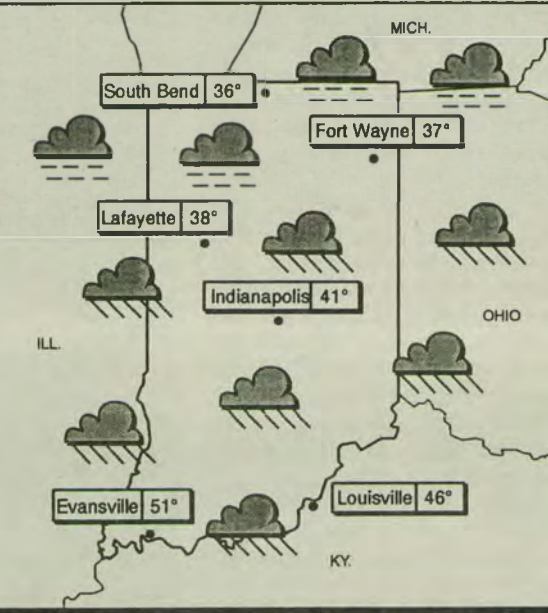 MICH.
South Bend 36°
Fort Wayne 37°
Lafayette 38°
Indianapolis 41°
OHIO
ILL.
Evansville 51°
Louisville 46°
KY.